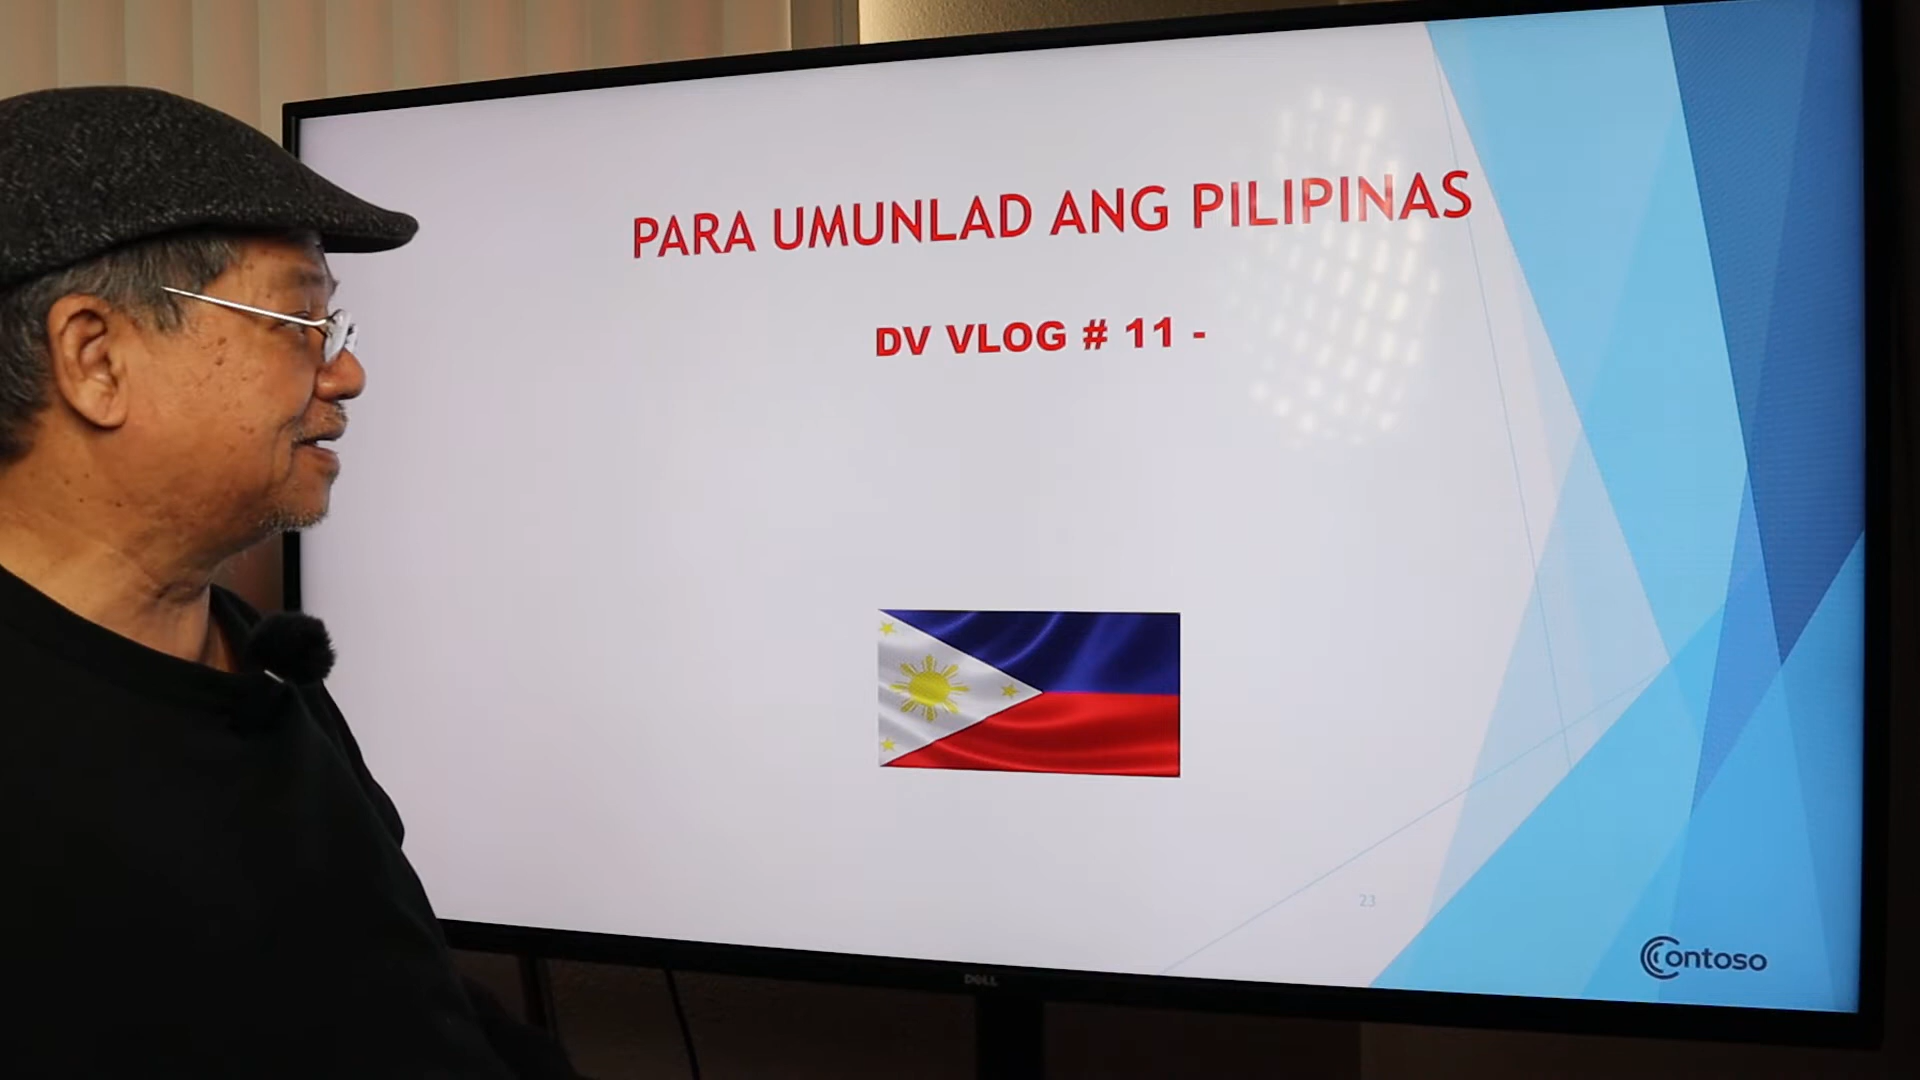 PARA UMUNLAD ANG PILIPINAS
DV VLOG # 11 -
23
Contoso
DELL